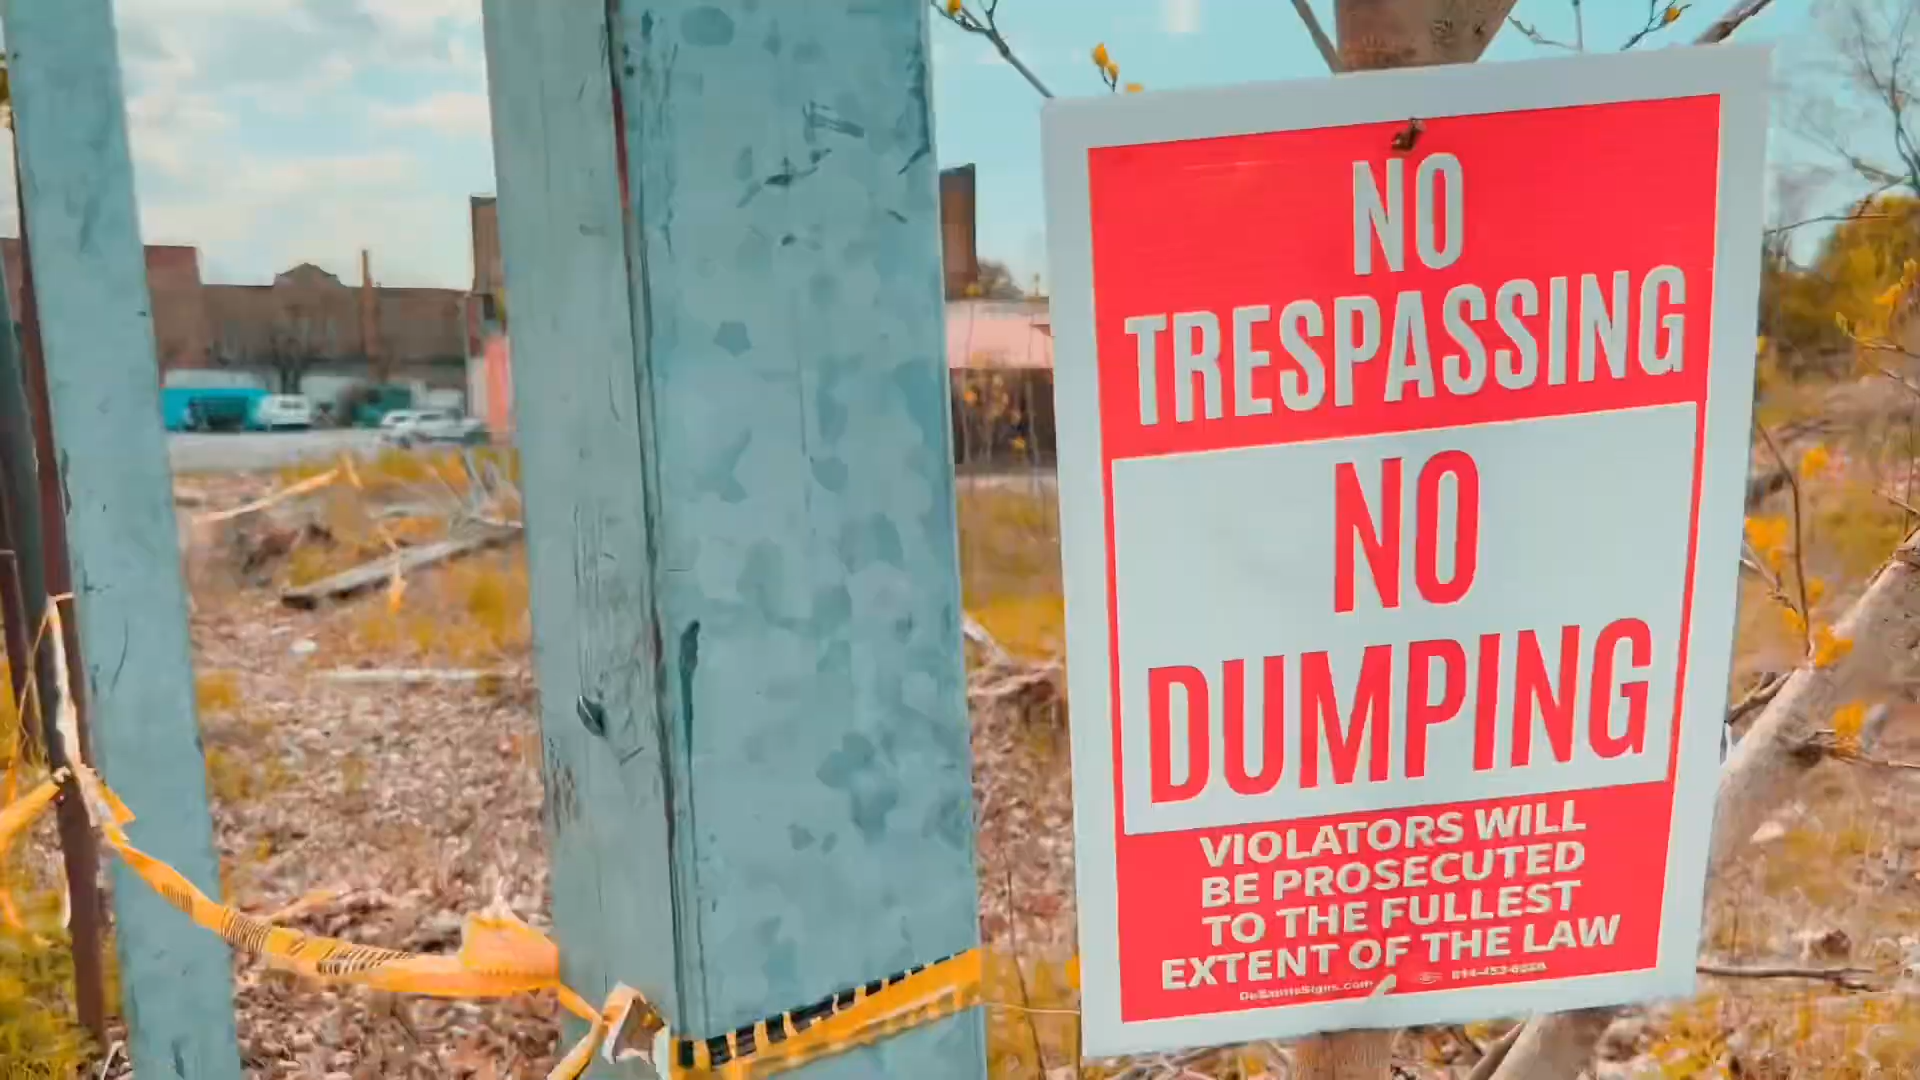 NO
TRESPASSING
NO
DUMPING
VIOLATORS WILL
BE PROSECUTED
TO THE FULLEST
EXTENT OF THE LAW